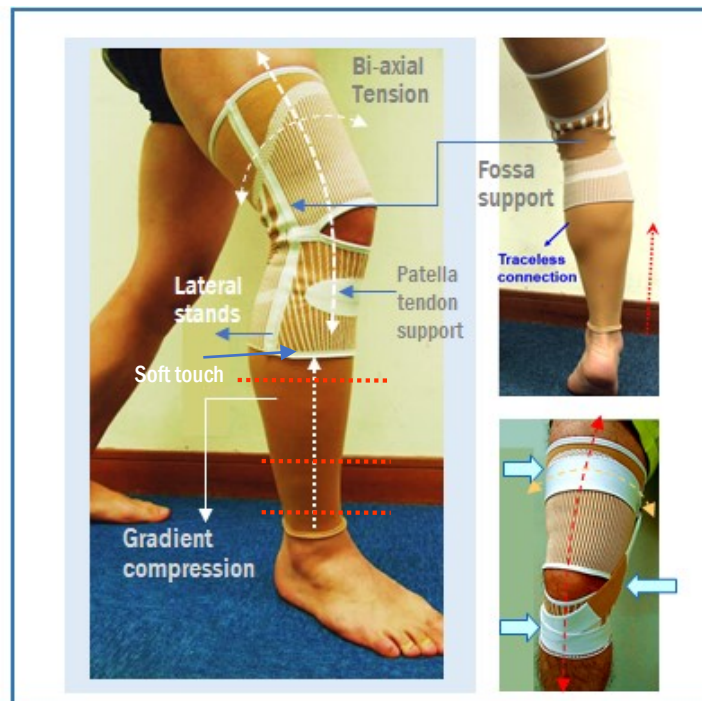 Bi-axial
Tension
Fossa
support
Traceless
connection
Lateral
stands
Patella
tendon
support
Soft touch
Gradient
compression